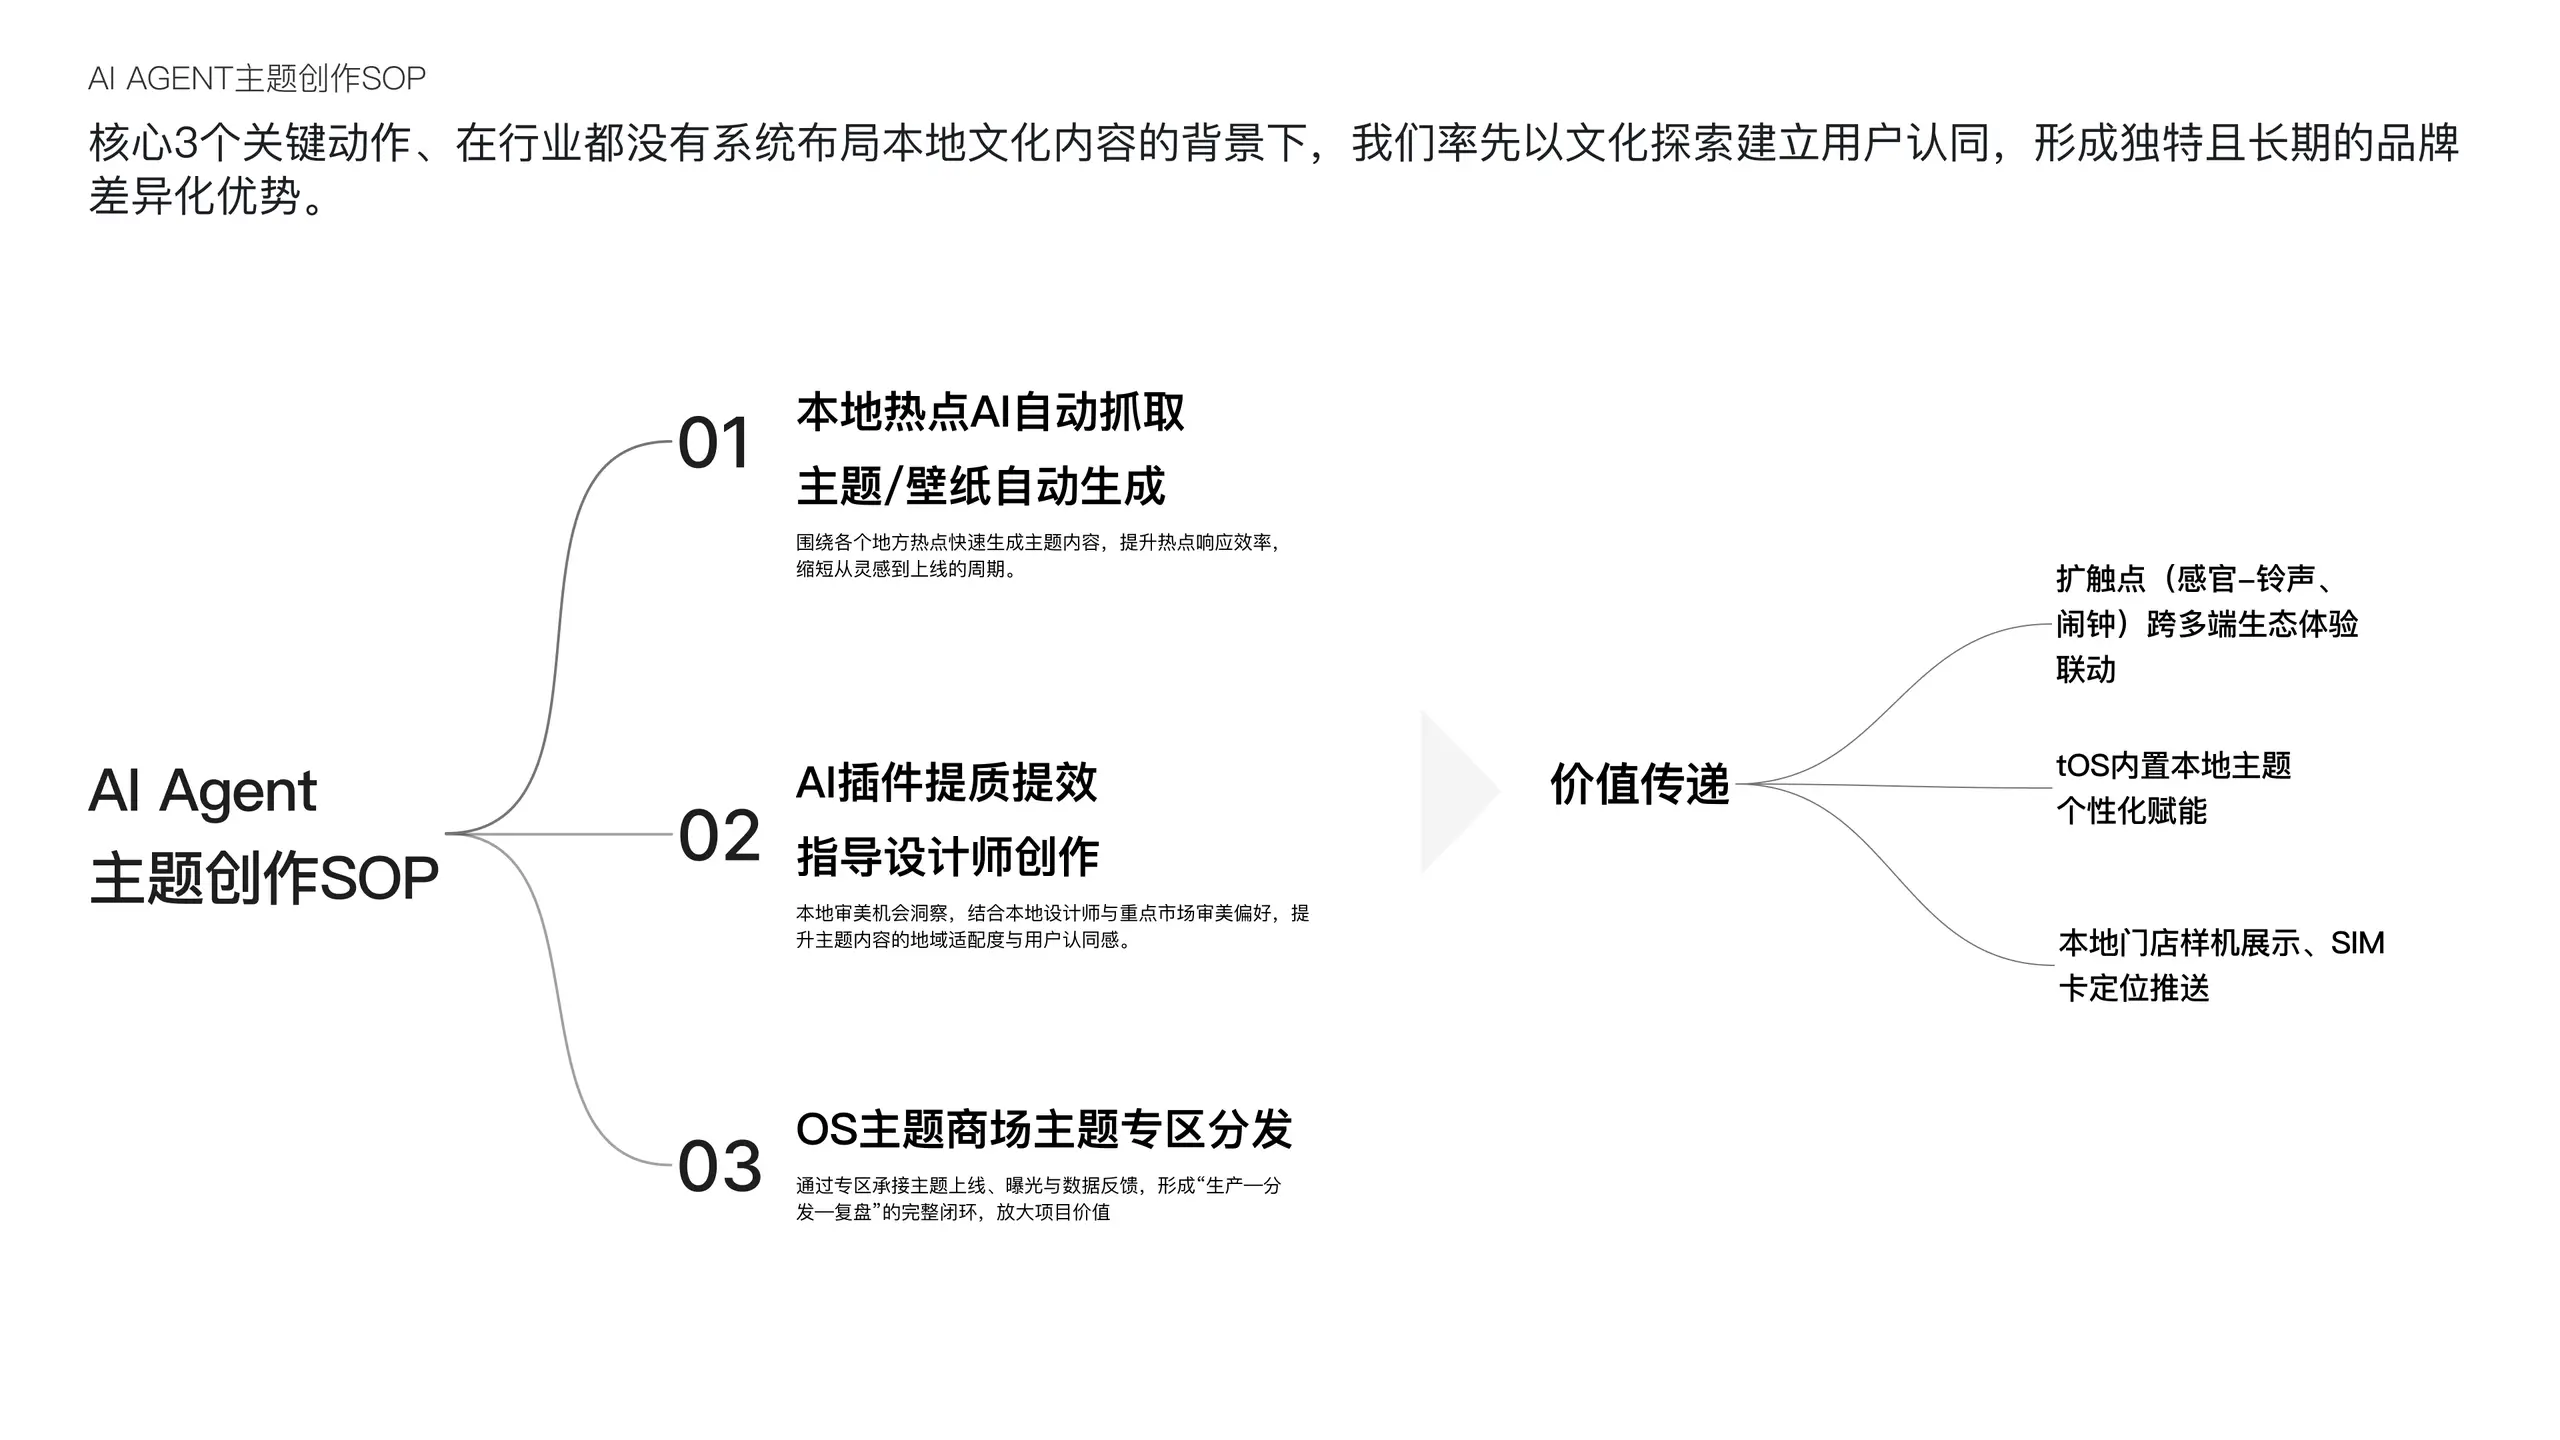 AI AGENT主题创作SOP
核心3个关键动作、在行业都没有系统布局本地文化内容的背景下，我们率先以文化探索建立用户认同，形成独特且长期的品牌
差异化优势。
AI Agent
主题创作SOP
01
本地热点AI自动抓取
主题/壁纸自动生成
围绕各个地方热点快速生成主题内容，提升热点响应效率，
缩短从灵感到上线的周期。
02
AI插件提质提效
指导设计师创作
本地审美机会洞察，结合本地设计师与重点市场审美偏好，提
升主题内容的地域适配度与用户认同感。
03
OS主题商场主题专区分发
通过专区承接主题上线、曝光与数据反馈，形成“生产—分
发—复盘”的完整闭环，放大项目价值
价值传递
扩触点（感官–铃声、
闹钟）跨多端生态体验
联动
tOS内置本地主题
个性化赋能
本地门店样机展示、SIM
卡定位推送